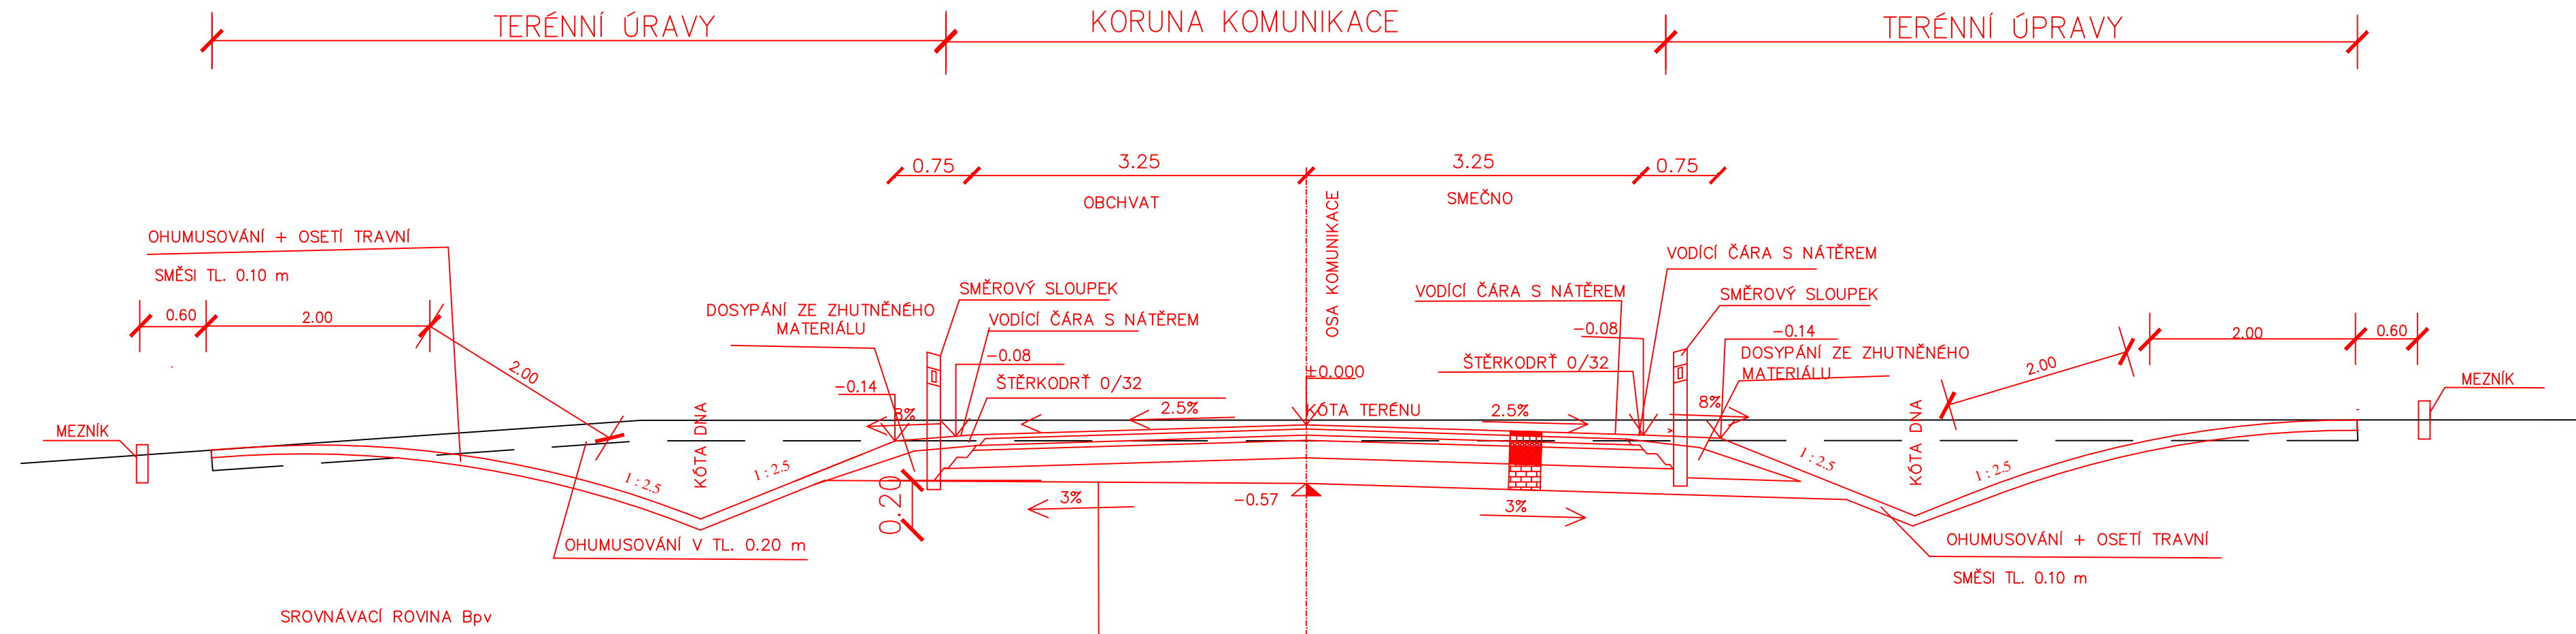 TERÉNNÍ ÚRAVY
KORUNA KOMUNIKACE
TERÉNNÍ ÚPRAVY
0.75
3.25
3.25
0.75
OBCHVAT
SMEČNO
OSA KOMUNIKACE
OHUMUSOVÁNÍ + OSETÍ TRAVNÍ
SMĚSI TL. 0.10 m
0.60
2.00
2.00
DOSYPÁNÍ ZE ZHUTNĚNÉHO
MATERIÁLU
SMĚROVÝ SLOUPEK
VODÍCÍ ČÁRA S NÁTĚREM
-0.08
ŠTĚRKODRŤ 0/32
-0.14
8%
2.5%
±0.000
KÓTA TERÉNU
2.5%
VODÍCÍ ČÁRA S NÁTĚREM
VODÍCÍ ČÁRA S NÁTĚREM
SMĚROVÝ SLOUPEK
-0.08
-0.14
ŠTĚRKODRŤ 0/32
DOSYPÁNÍ ZE ZHUTNĚNÉHO
MATERIÁLU
8%
2.00
2.00
0.60
MEZNÍK
MEZNÍK
KÓTA DNA
KÓTA DNA
1 : 2.5
1 : 2.5
1 : 2.5
1 : 2.5
0.20
3%
-0.57
3%
OHUMUSOVÁNÍ V TL. 0.20 m
OHUMUSOVÁNÍ + OSETÍ TRAVNÍ
SMĚSI TL. 0.10 m
SROVNÁVACÍ ROVINA Bpv